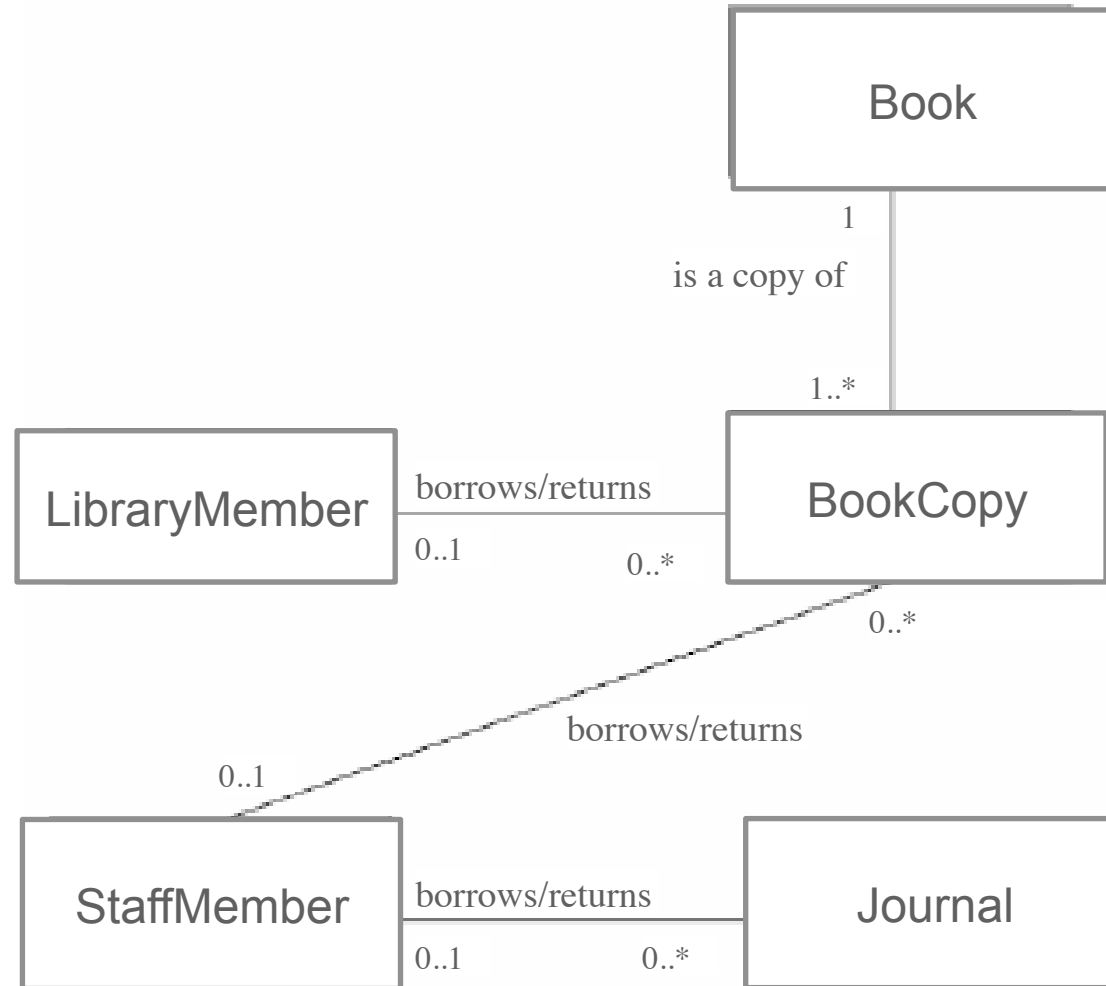 Book
1
is a copy of
1..*
LibraryMember
borrows/returns
BookCopy
0..1
0..*
0..*
borrows/returns
0..1
StaffMember
borrows/returns
Journal
0..1
0..*